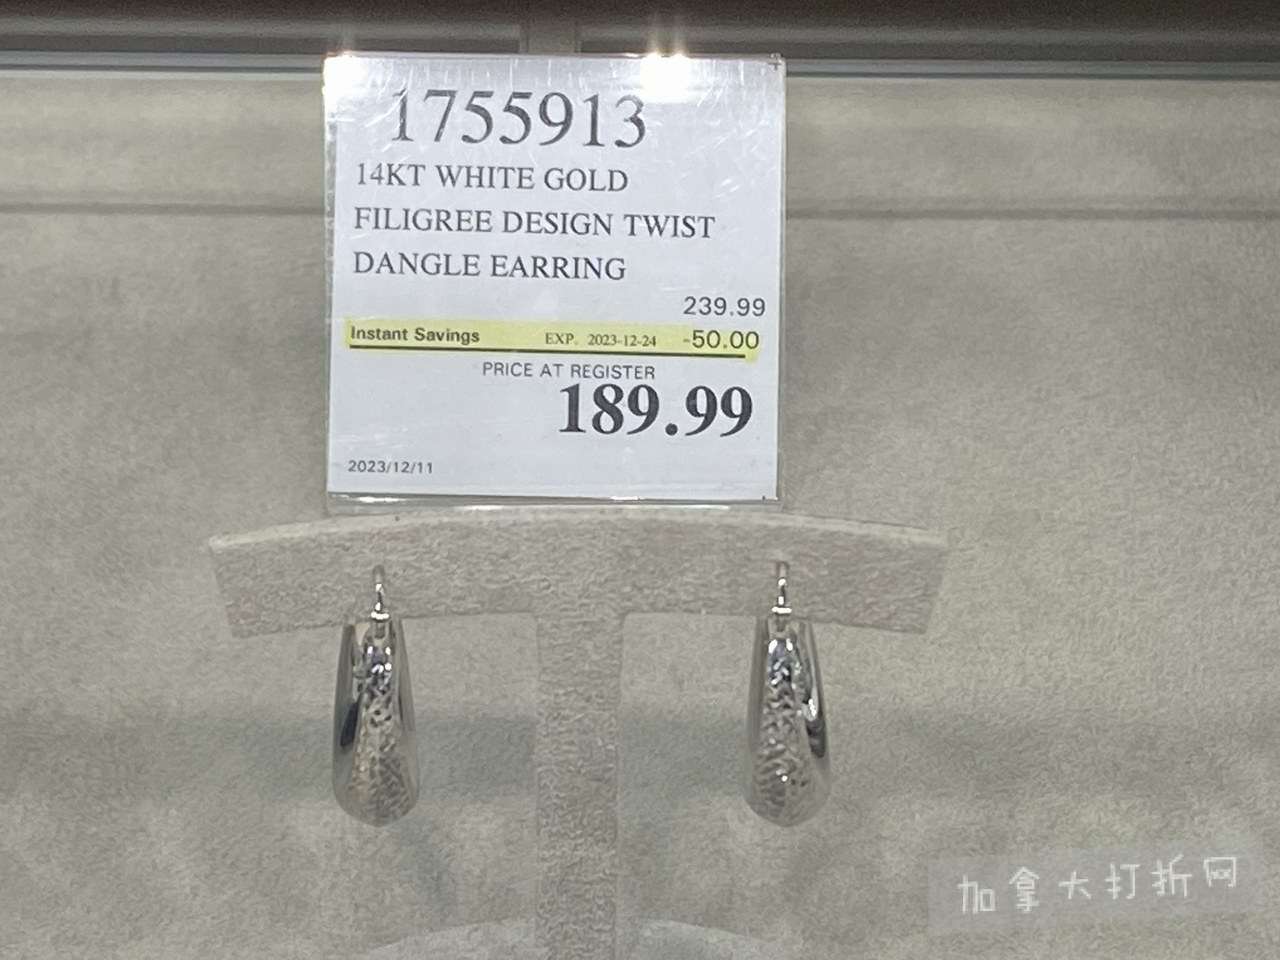 1755913
14KT WHITE GOLD
FILIGREE DESIGN TWIST
DANGLE EARRING
239.99
Instant Savings EXP. 2023-12-24 -50.00
PRICE AT REGISTER
189.99
2023/12/11
加拿大打折网